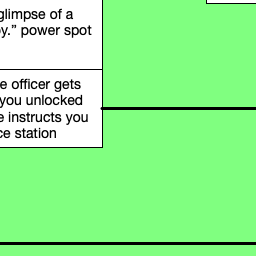 glimpse of a
y.” power spot
e officer gets
you unlocked
e instructs you
ce station